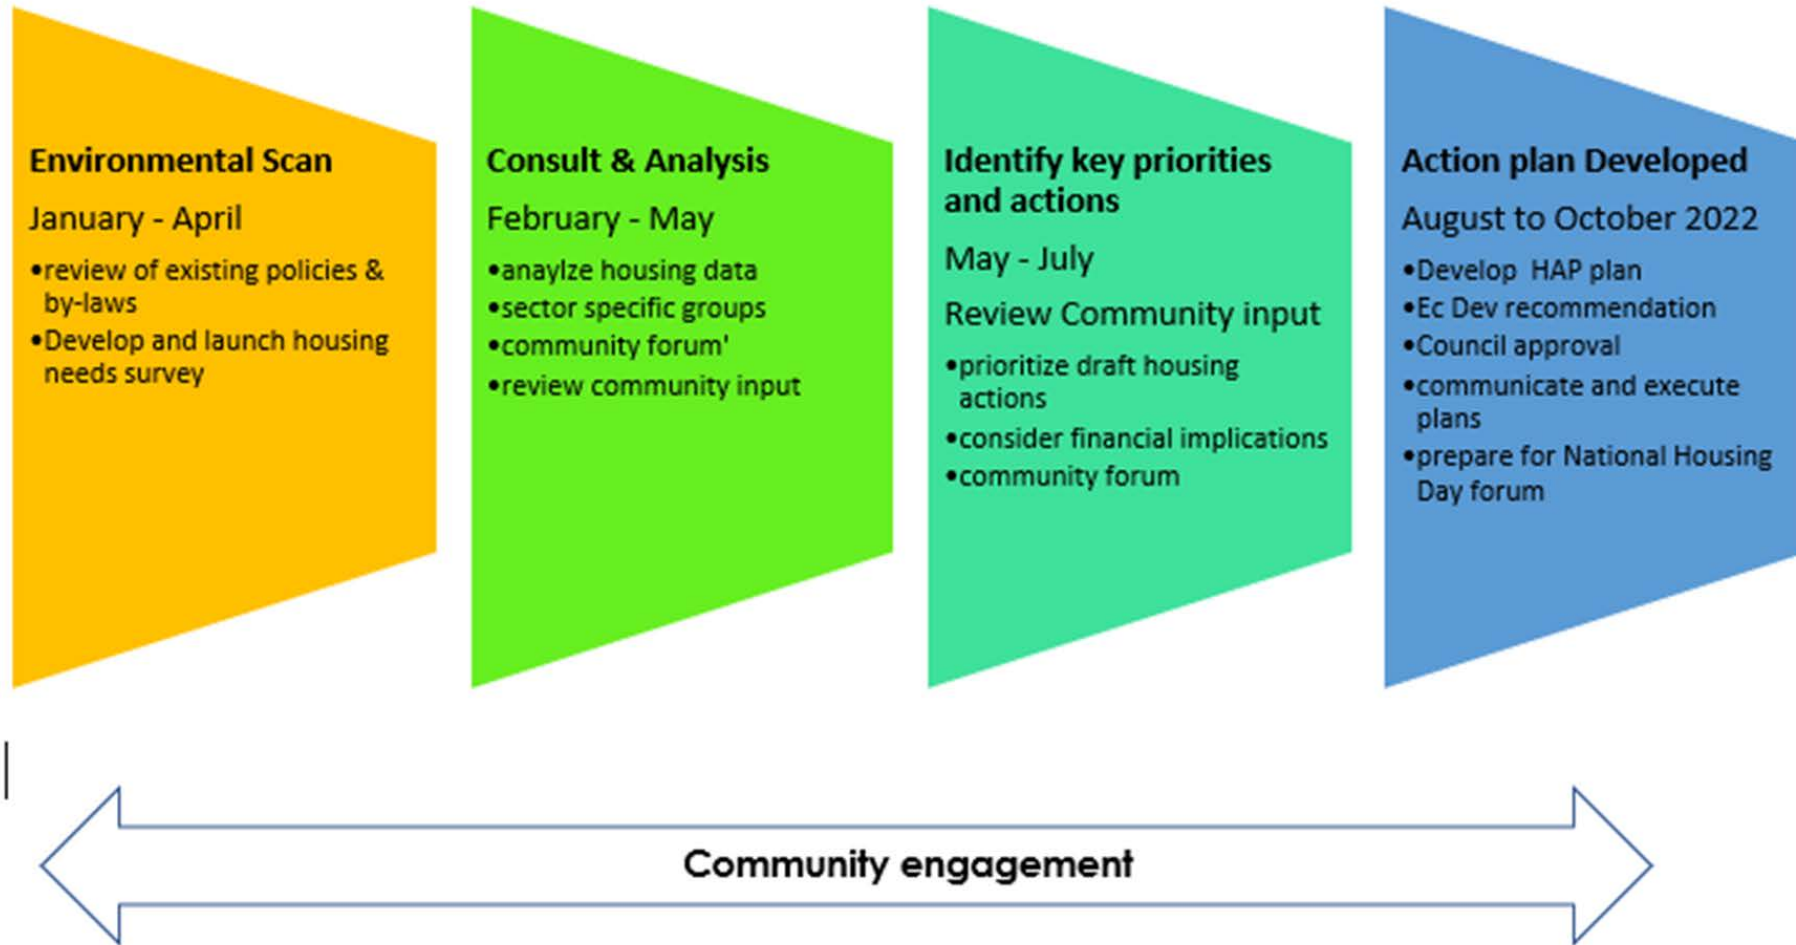 Environmental Scan
January - April
•review of existing policies &
by-laws
•Develop and launch housing
needs survey
Consult & Analysis
February - May
•anaylze housing data
•sector specific groups
•community forum'
•review community input
Identify key priorities
and actions
May - July
Review Community input
•prioritize draft housing
actions
•consider financial implications
•community forum
Action plan Developed
August to October 2022
•Develop  HAP plan
•Ec Dev recommendation
•Council approval
•communicate and execute
plans
•prepare for National Housing
Day forum
Community engagement